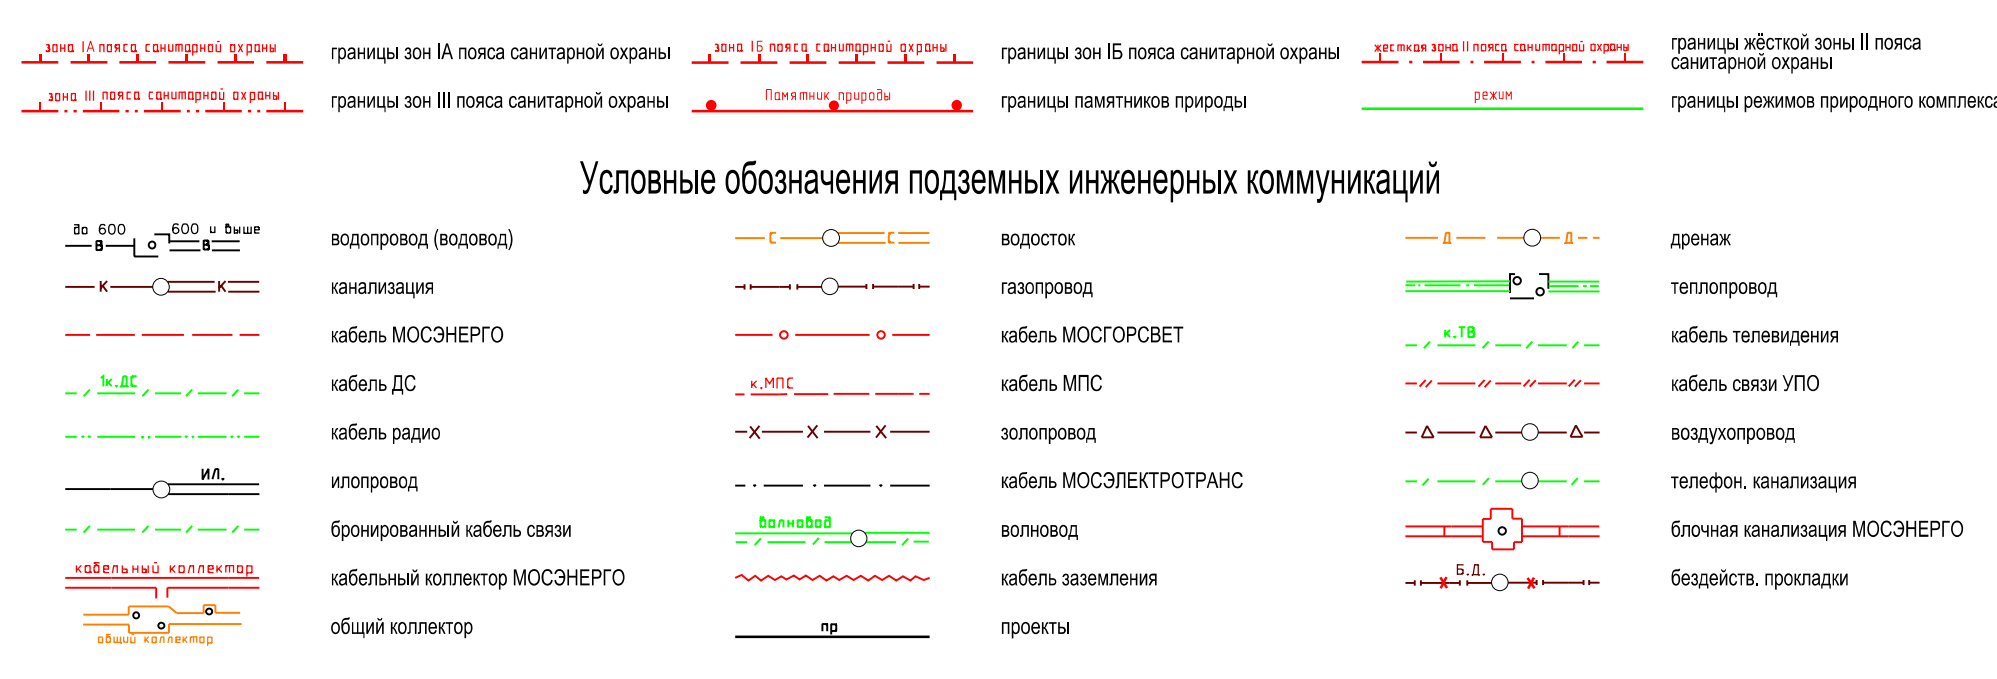 зона IА пояса санитарной охраны
границы зон IА пояса санитарной охраны
зона IБ пояса санитарной охраны
границы зон IБ пояса санитарной охраны
жесткая зона II пояса санитарной охраны
границы жёсткой зоны II пояса
санитарной охраны
зона III пояса санитарной охраны
границы зон III пояса санитарной охраны
Памятник природы
границы памятников природы
режим
границы режимов природного комплекса
Условные обозначения подземных инженерных коммуникаций
до 600
600 и выше
В
В
водопровод (водовод)
С
С
водосток
Д
Д
дренаж
К
К
канализация
газопровод
теплопровод
кабель МОСЭНЕРГО
кабель МОСГОРСВЕТ
к.ТВ
кабель телевидения
1к.ДС
кабель ДС
к.МПС
кабель МПС
кабель связи УПО
кабель радио
золопровод
воздухопровод
ИЛ.
илопровод
кабель МОСЭЛЕКТРОТРАНС
телефон. канализация
бронированный кабель связи
волновод
волновод
блочная канализация МОСЭНЕРГО
кабельный коллектор
кабельный коллектор МОСЭНЕРГО
кабель заземления
Б.Д.
бездейств. прокладки
общий коллектор
общий коллектор
пр
проекты